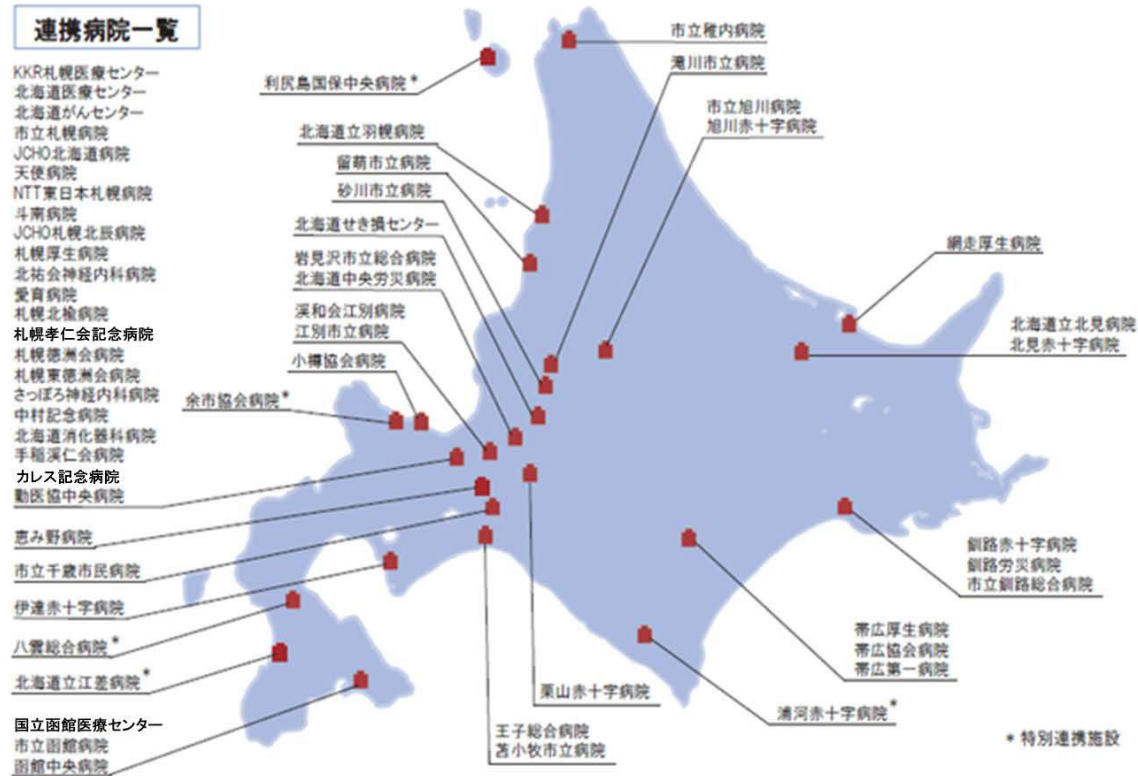 連携病院一覧
KKR札幌医療センター
北海道医療センター
北海道がんセンター
市立札幌病院
JCHO北海道病院
天使病院
NTT東日本札幌病院
斗南病院
JCHO札幌北辰病院
札幌厚生病院
北祐会神経内科病院
愛育病院
札幌北楡病院
札幌孝仁会記念病院
札幌徳洲会病院
札幌東徳洲会病院
さっぽろ神経内科病院
中村記念病院
北海道消化器科病院
手稲渓仁会病院
カレス記念病院
勤医協中央病院
恵み野病院
市立千歳市民病院
伊達赤十字病院
八雲総合病院*
北海道立江差病院*
国立函館医療センター
市立函館病院
函館中央病院
利尻島国保中央病院*
北海道立羽幌病院
留萌市立病院
砂川市立病院
北海道せき損センター
岩見沢市立総合病院
北海道中央労災病院
渓和会江別病院
江別市立病院
小樽協会病院
余市協会病院*
市立稚内病院
滝川市立病院
市立旭川病院
旭川赤十字病院
網走厚生病院
北海道立北見病院
北見赤十字病院
釧路赤十字病院
釧路労災病院
市立釧路総合病院
帯広厚生病院
帯広協会病院
帯広第一病院
浦河赤十字病院*
栗山赤十字病院
王子総合病院
苫小牧市立病院
* 特別連携施設